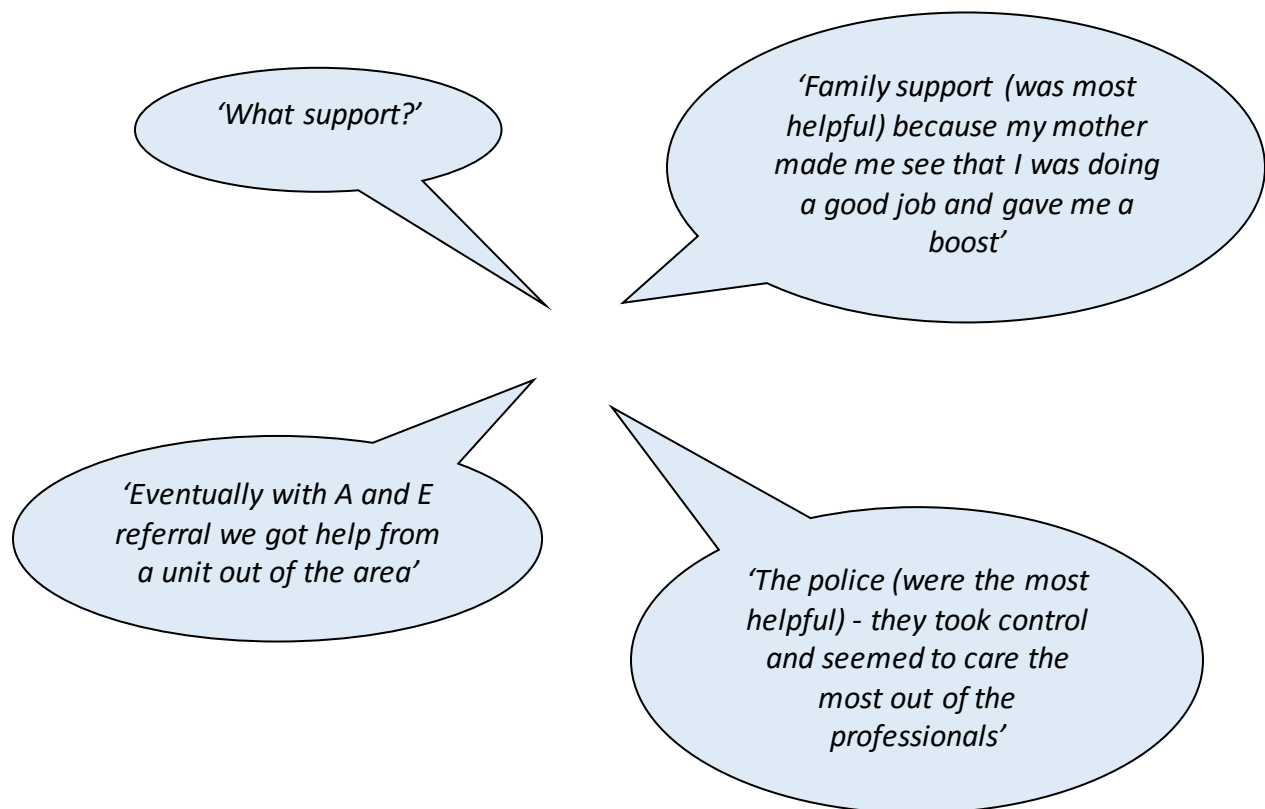 ‘What support?’
‘Family support (was most
helpful) because my mother
made me see that I was doing
a good job and gave me a
boost’
‘Eventually with A and E
referral we got help from
a unit out of the area’
‘The police (were the most
helpful) - they took control
and seemed to care the
most out of the
professionals’